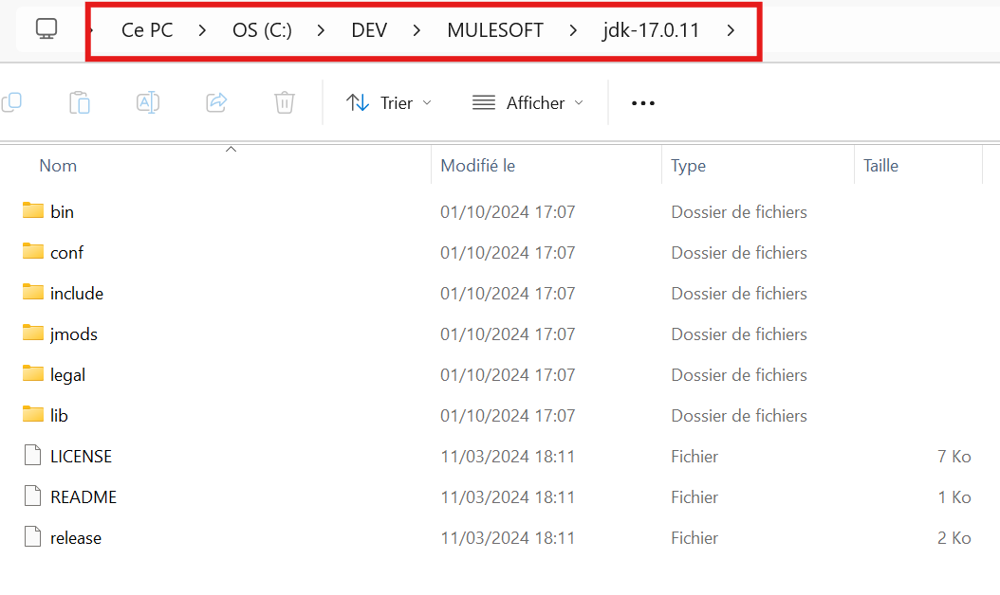 Ce PC > OS (C:) > DEV > MULESOFT > jdk-17.0.11 >
A Trier Afficher •••
Nom Modifié le Type Taille
bin 01/10/2024 17:07 Dossier de fichiers
conf 01/10/2024 17:07 Dossier de fichiers
include 01/10/2024 17:07 Dossier de fichiers
jmods 01/10/2024 17:07 Dossier de fichiers
legal 01/10/2024 17:07 Dossier de fichiers
lib 01/10/2024 17:07 Dossier de fichiers
LICENSE 11/03/2024 18:11 Fichier 7 Ko
README 11/03/2024 18:11 Fichier 1 Ko
release 11/03/2024 18:11 Fichier 2 Ko